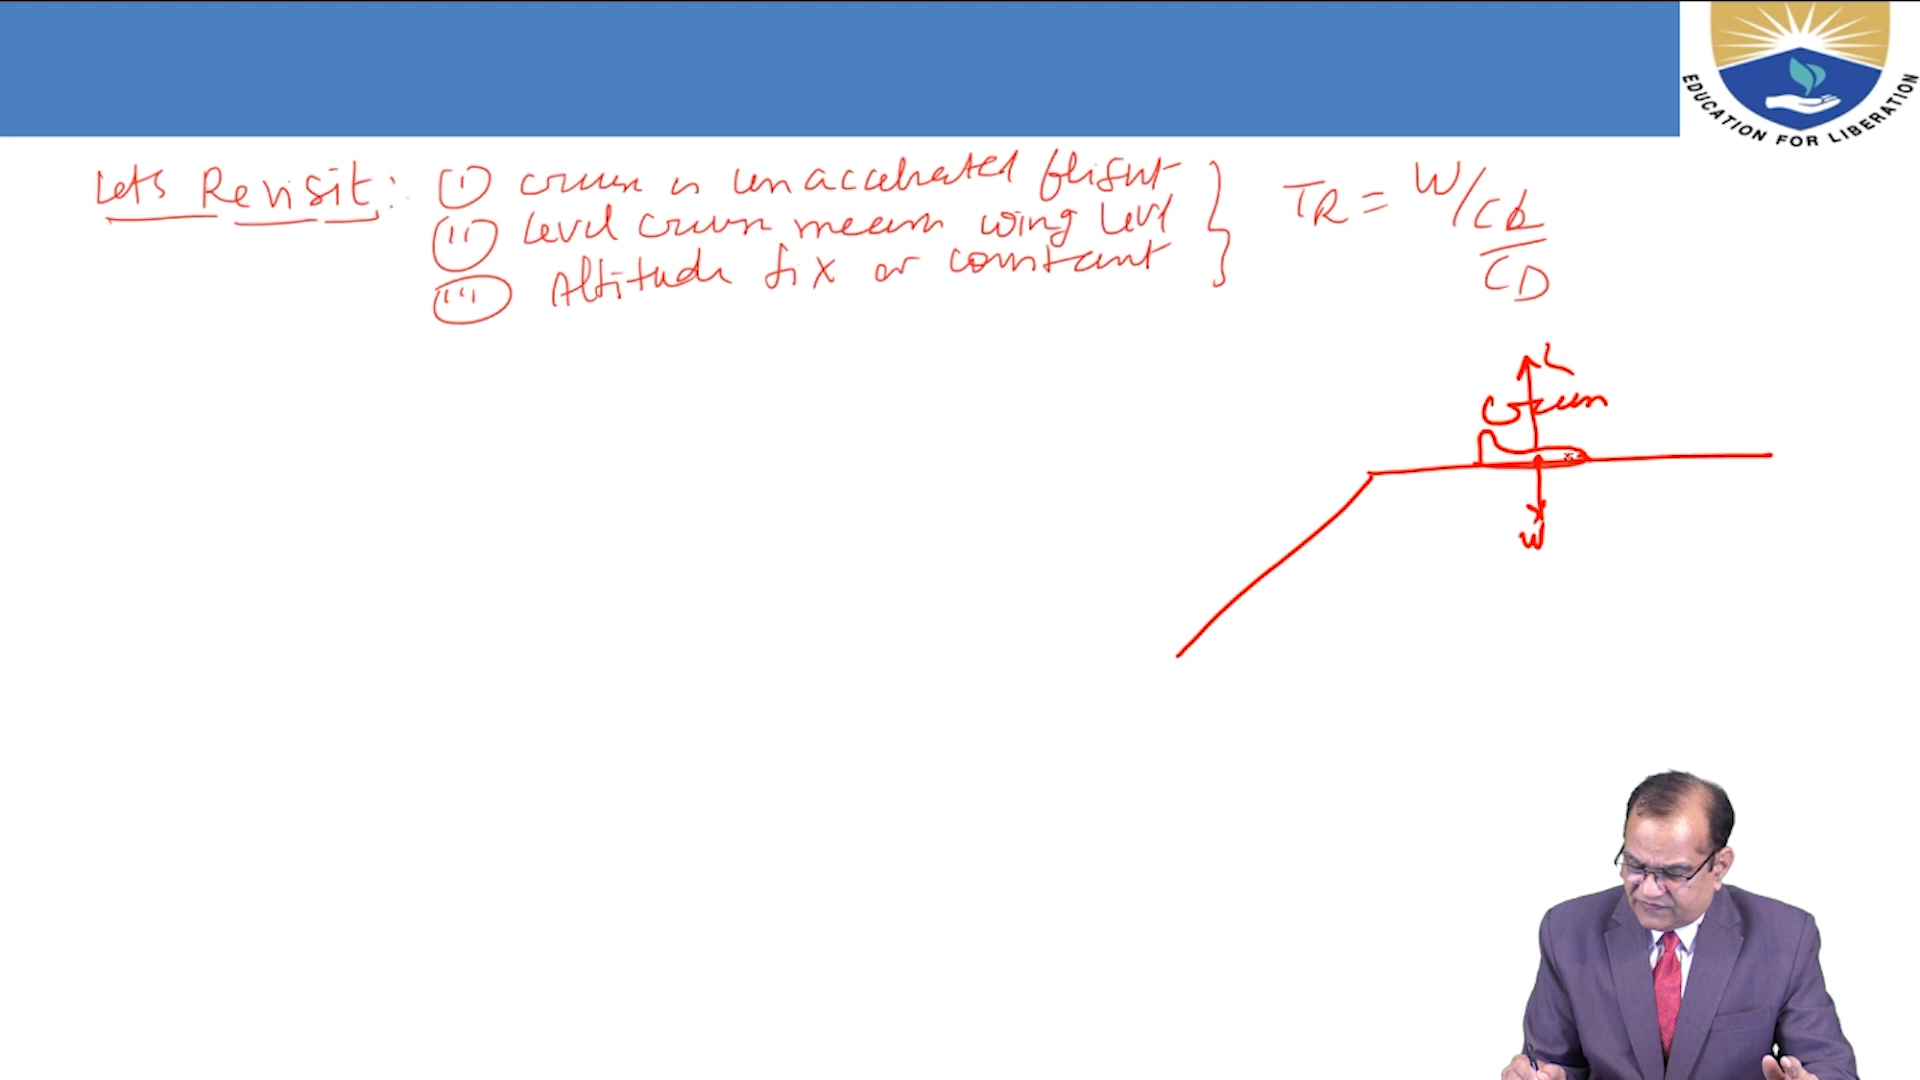 Lets Revisit: (i) cruise is unaccelerated flight
(ii) Level cruise means wing level
(iii) Altitude fix or constant
TR = W/CL
CD
L
Cruise
W
EDUCATION FOR LIBERATION